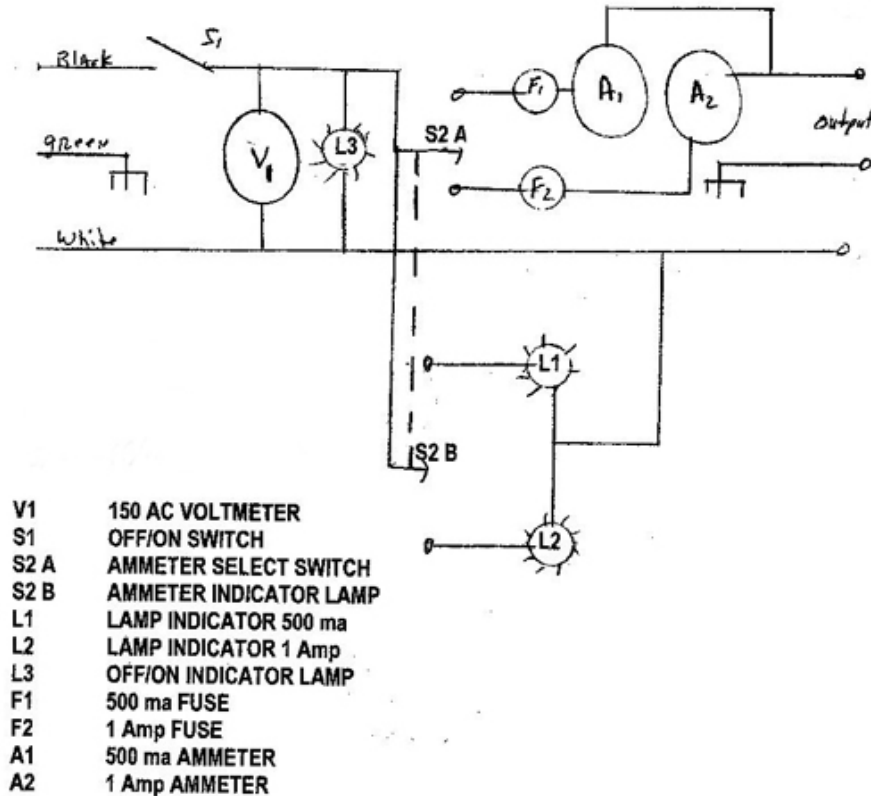 S1
Black
F1
A1
A2
output
green
V1
L3
S2 A
F2
White
L1
S2 B
L2
V1 150 AC VOLTMETER
S1 OFF/ON SWITCH
S2 A AMMETER SELECT SWITCH
S2 B AMMETER INDICATOR LAMP
L1 LAMP INDICATOR 500 ma
L2 LAMP INDICATOR 1 Amp
L3 OFF/ON INDICATOR LAMP
F1 500 ma FUSE
F2 1 Amp FUSE
A1 500 ma AMMETER
A2 1 Amp AMMETER